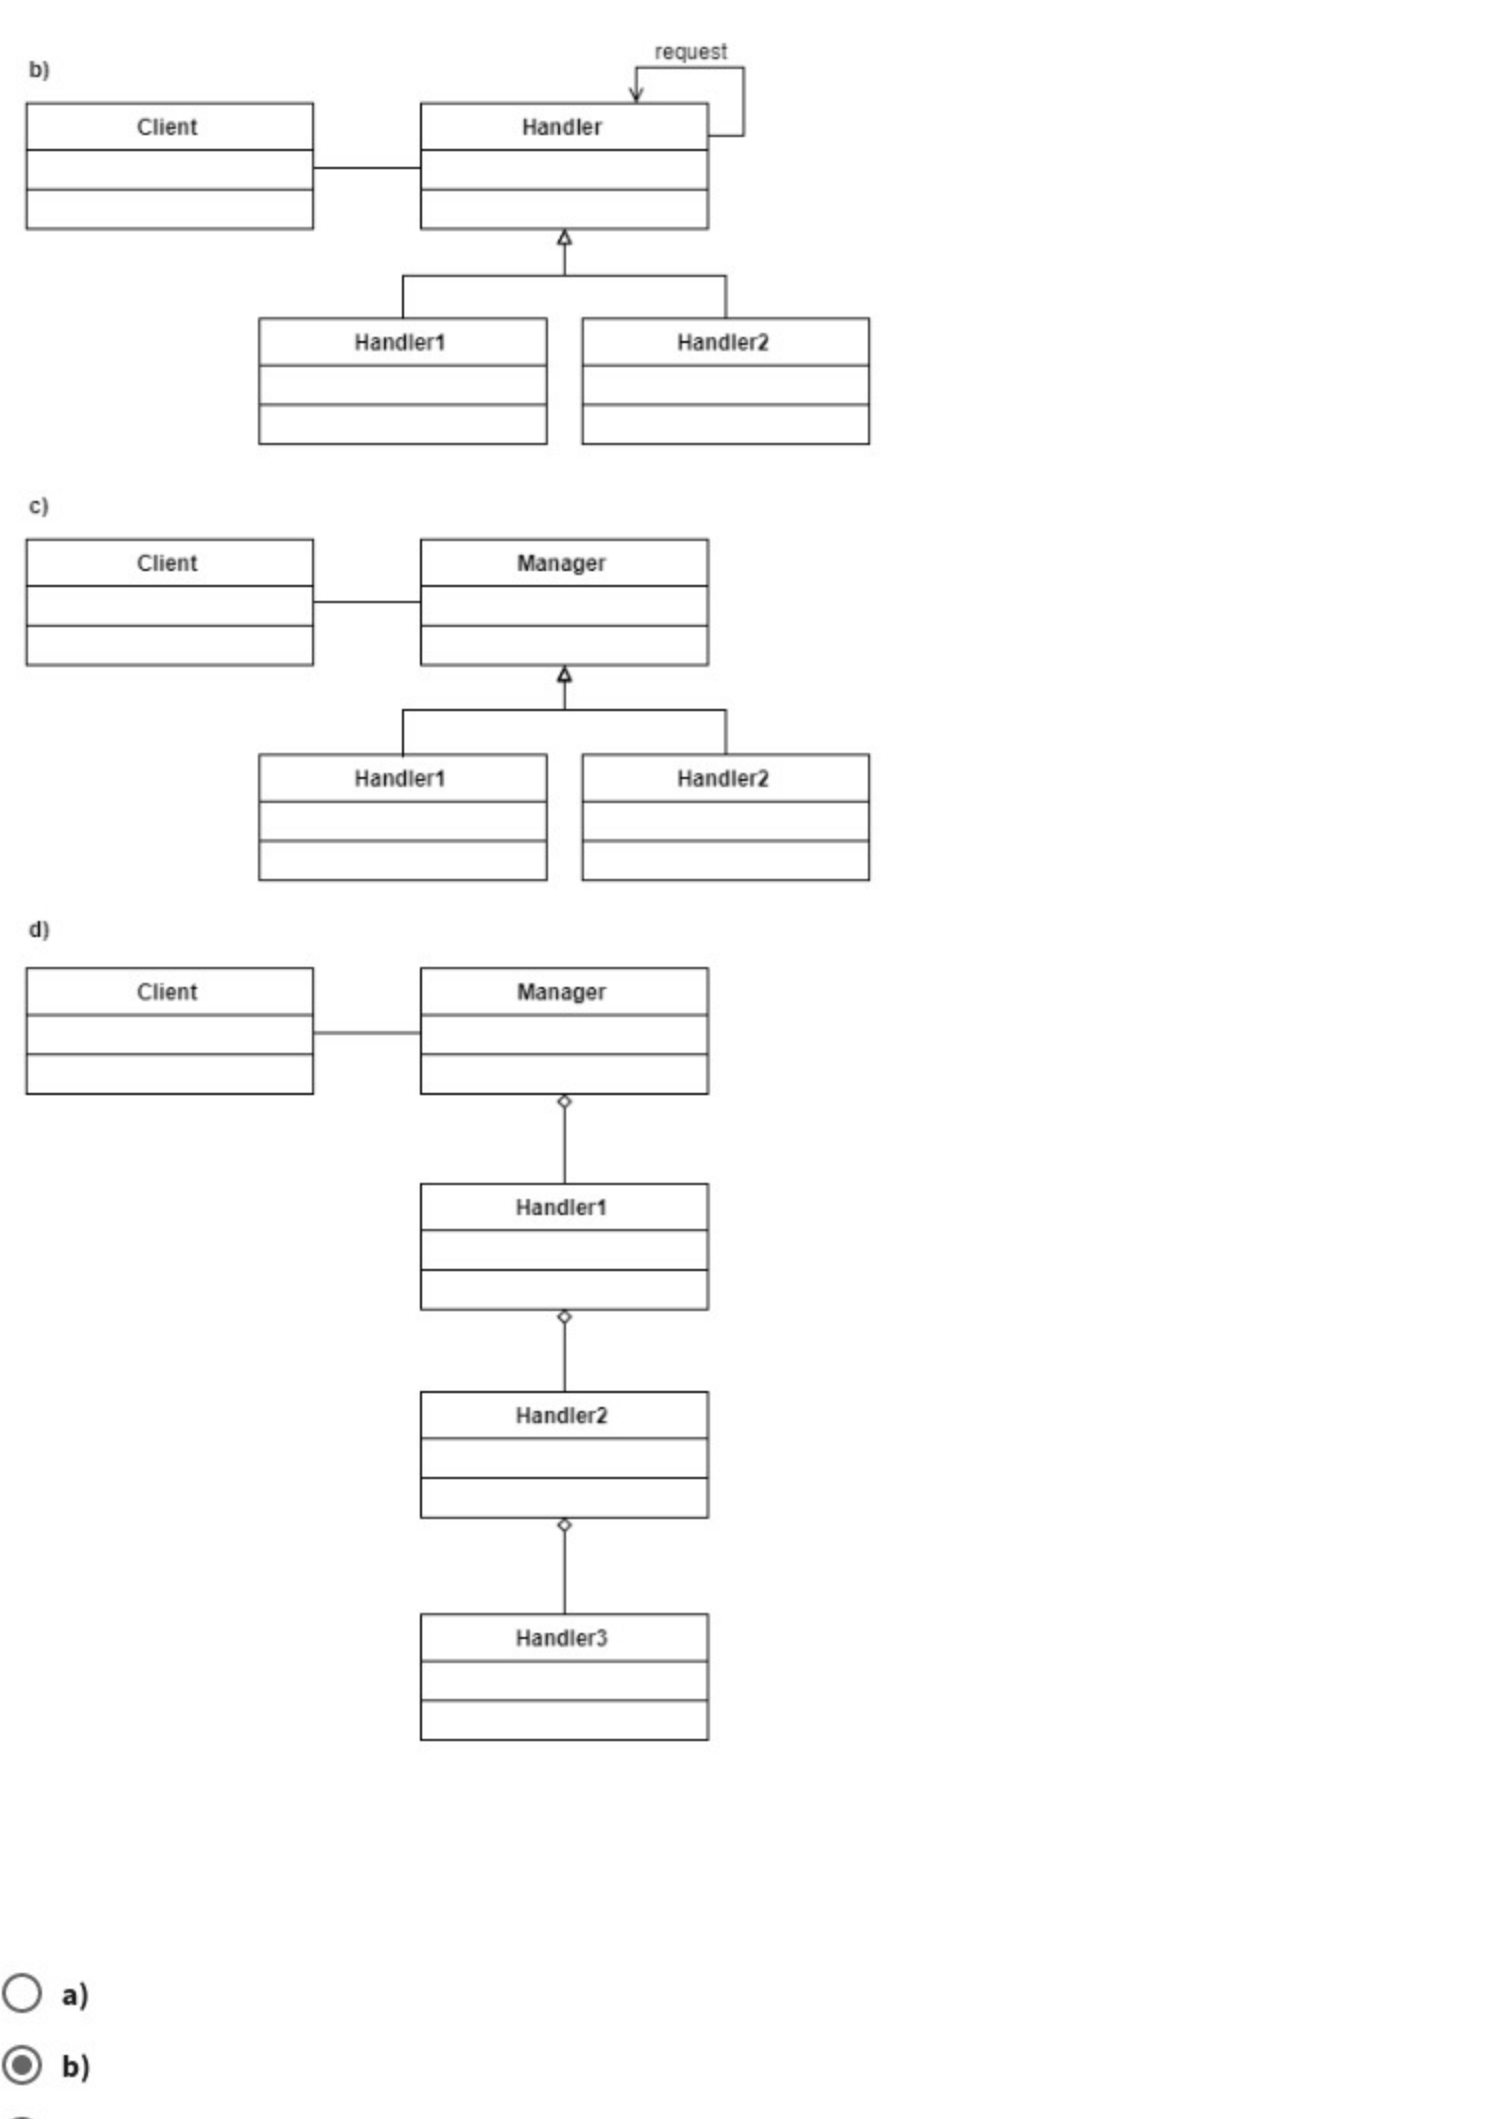 request
b)
Client
Handler
Handler1
Handler2
c)
Client
Manager
Handler1
Handler2
d)
Client
Manager
Handler1
Handler2
Handler3
a)
b)